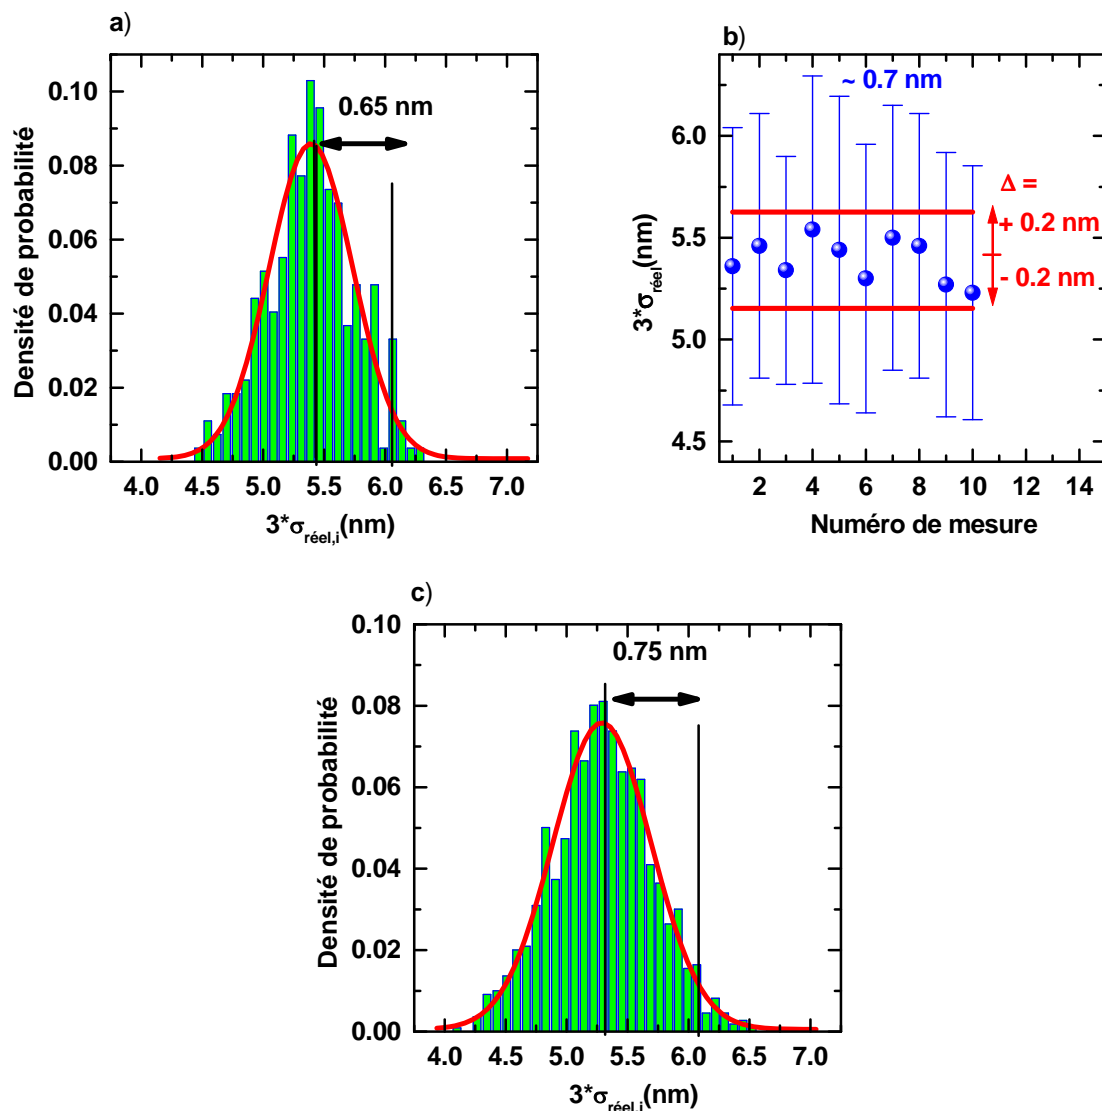 a)
0.65 nm
Densité de probabilité
0.10
0.08
0.06
0.04
0.02
0.00
4.0 4.5 5.0 5.5 6.0 6.5 7.0
3*σréel,i(nm)
b)
~ 0.7 nm
Δ =
+ 0.2 nm
- 0.2 nm
3*σréel(nm)
6.0
5.5
5.0
4.5
2 4 6 8 10 12 14
Numéro de mesure
c)
0.75 nm
Densité de probabilité
0.10
0.08
0.06
0.04
0.02
0.00
4.0 4.5 5.0 5.5 6.0 6.5 7.0
3*σréel,i(nm)